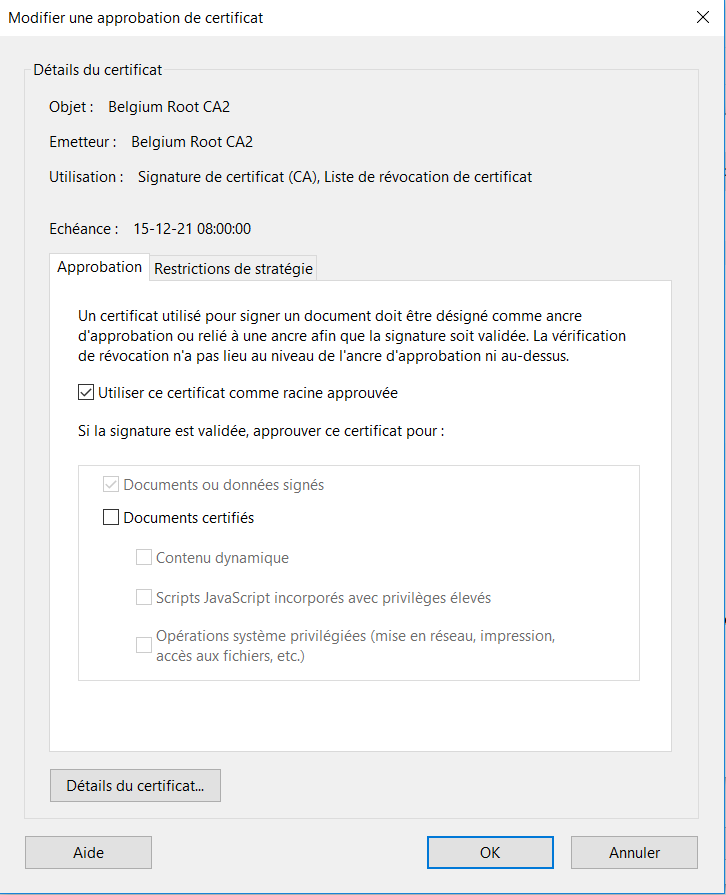 Modifier une approbation de certificat
Détails du certificat
Objet : Belgium Root CA2
Emetteur : Belgium Root CA2
Utilisation : Signature de certificat (CA), Liste de révocation de certificat
Echéance : 15-12-21 08:00:00
Approbation Restrictions de stratégie
Un certificat utilisé pour signer un document doit être désigné comme ancre
d'approbation ou relié à une ancre afin que la signature soit validée. La vérification
de révocation n'a pas lieu au niveau de l'ancre d'approbation ni au-dessus.
Utiliser ce certificat comme racine approuvée
Si la signature est validée, approuver ce certificat pour :
Documents ou données signés
Documents certifiés
Contenu dynamique
Scripts JavaScript incorporés avec privilèges élevés
Opérations système privilégiées (mise en réseau, impression,
accès aux fichiers, etc.)
Détails du certificat...
Aide OK Annuler